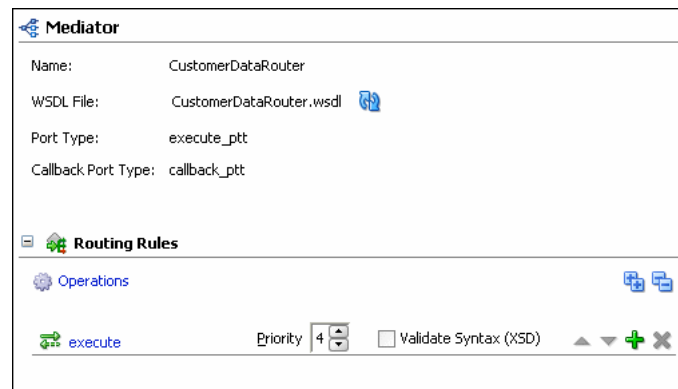 Mediator
Name: CustomerDataRouter
WSDL File: CustomerDataRouter.wsdl
Port Type: execute_ptt
Callback Port Type: callback_ptt
Routing Rules
Operations
execute Priority 4 Validate Syntax (XSD)